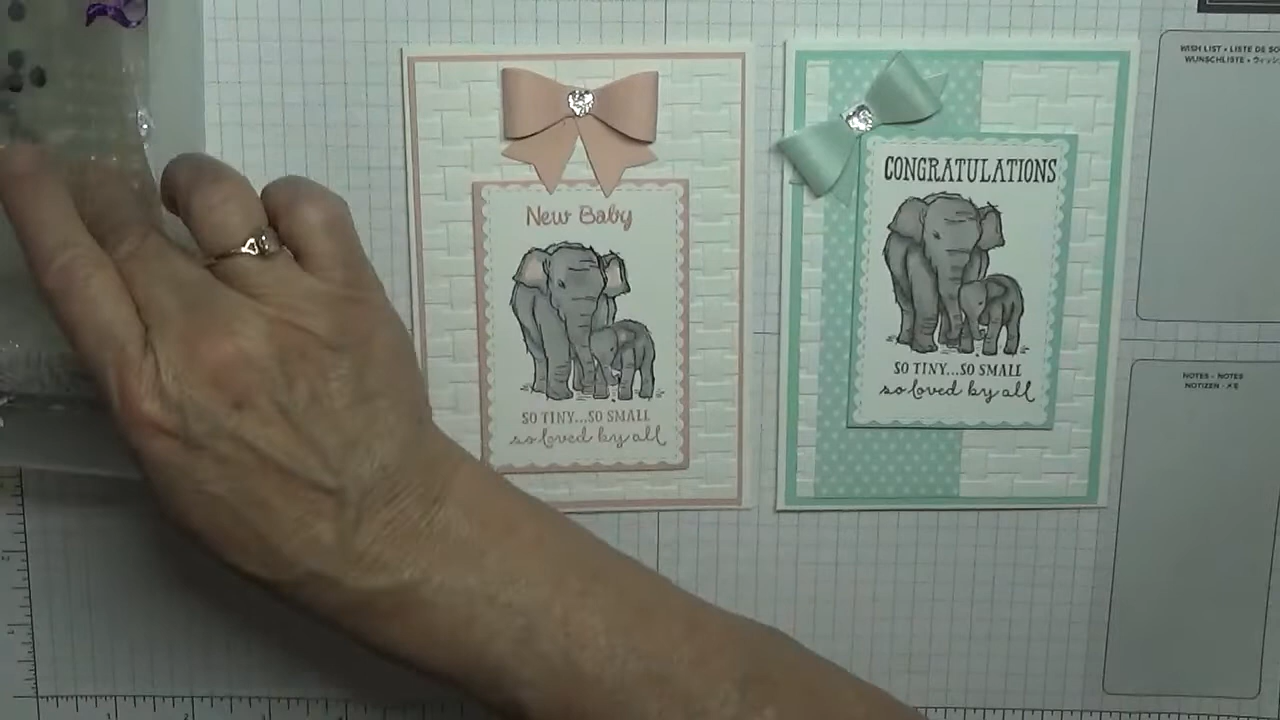 New Baby
SO TINY...SO SMALL
so loved by all
CONGRATULATIONS
SO TINY...SO SMALL
so loved by all
WISH LIST • LISTE DE
WUNSCHLISTE •
NOTES • NOTES
NOTIZEN •